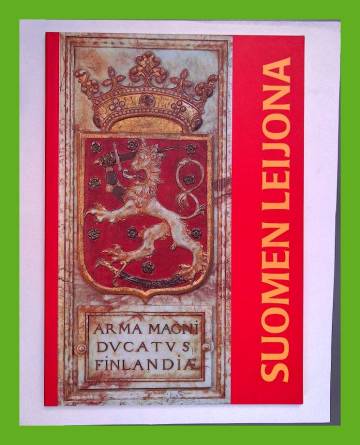 ARMA MAGNI
DVCATVS
FINLANDIÆ
SUOMEN LEIJONA